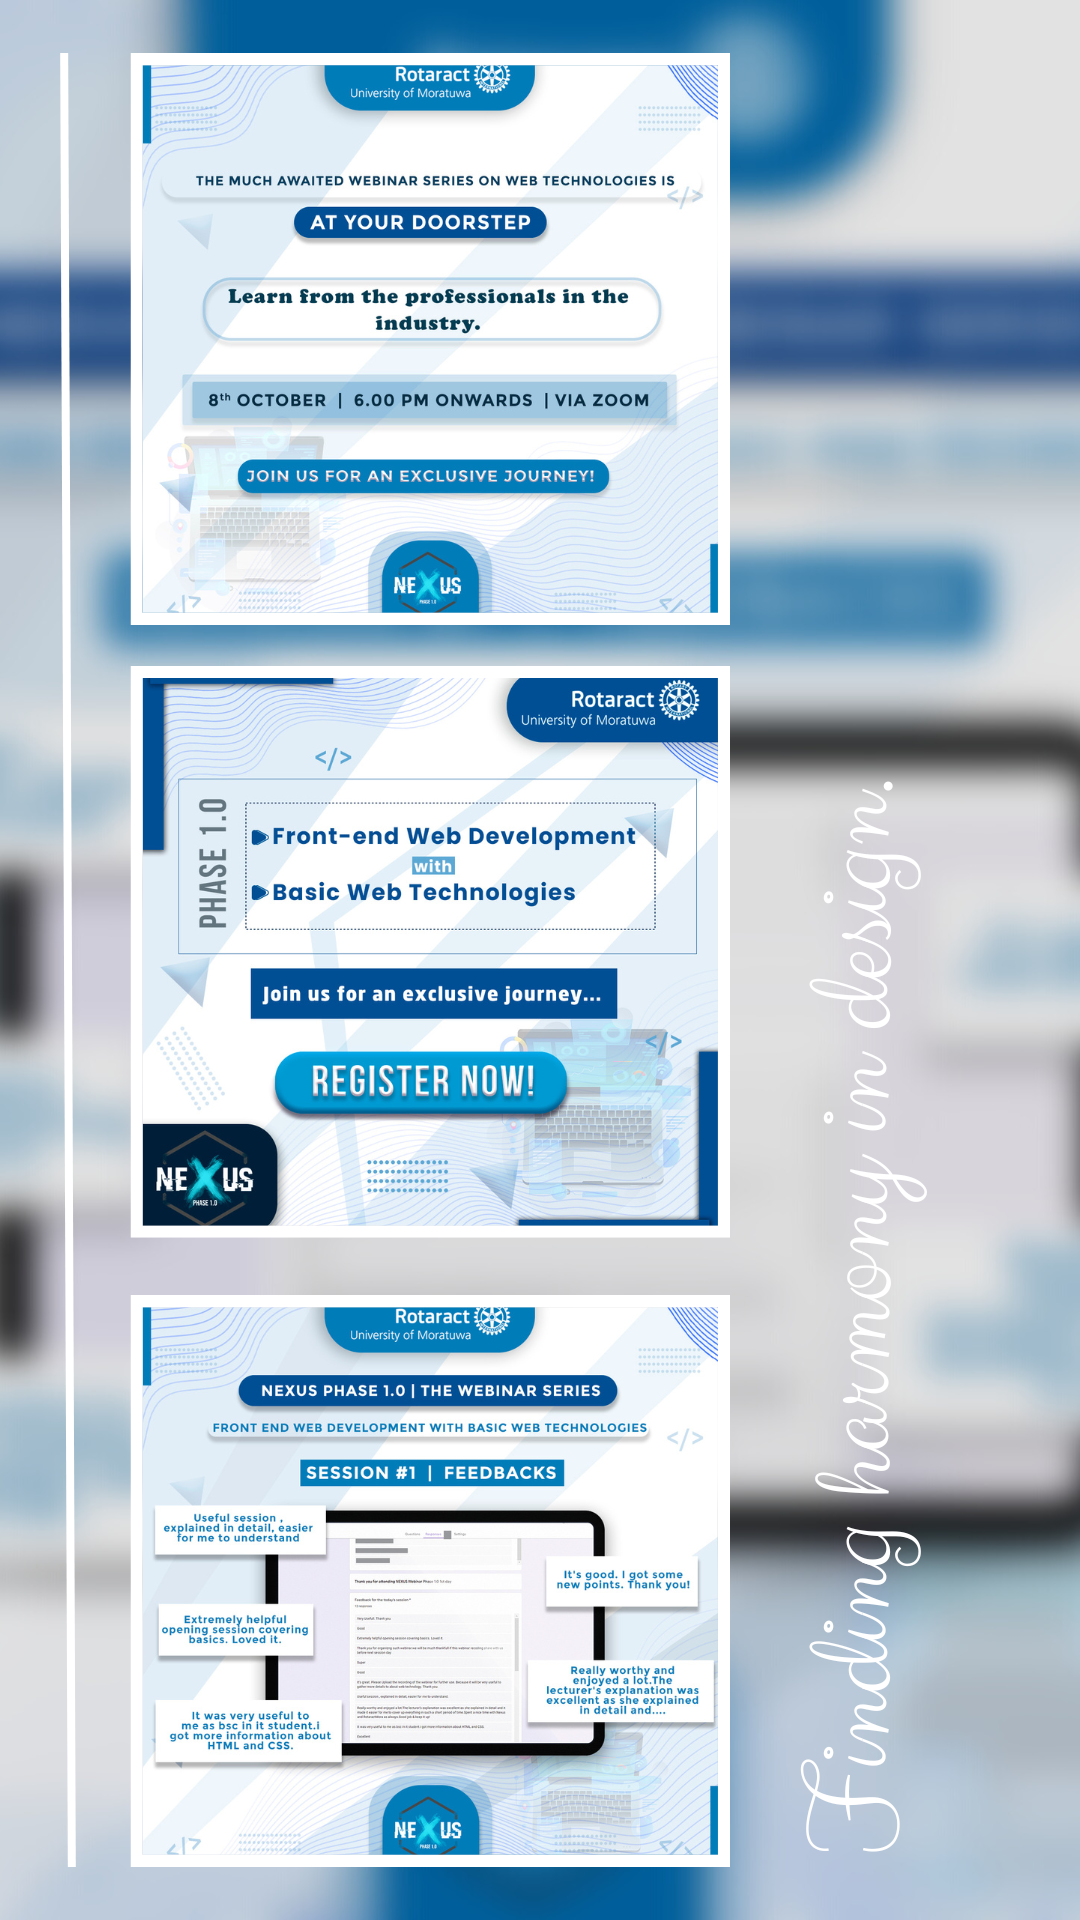 Rotaract
University of Moratuwa
THE MUCH AWAITED WEBINAR SERIES ON WEB TECHNOLOGIES IS
</>
AT YOUR DOORSTEP
Learn from the professionals in the
industry.
8th OCTOBER | 6.00 PM ONWARDS | VIA ZOOM
JOIN US FOR AN EXCLUSIVE JOURNEY!
NEXUS
PHASE 1.0
</>
</>
Rotaract
University of Moratuwa
</>
PHASE 1.0
Front-end Web Development
with
Basic Web Technologies
Join us for an exclusive journey...
</>
REGISTER NOW!
NEXUS
PHASE 1.0
Rotaract
University of Moratuwa
NEXUS PHASE 1.0 | THE WEBINAR SERIES
FRONT END WEB DEVELOPMENT WITH BASIC WEB TECHNOLOGIES
</>
SESSION #1 | FEEDBACKS
Useful session ,
explained in detail, easier
for me to understand
Extremely helpful
opening session covering
basics. Loved it.
It was very useful to
me as bsc in it student.i
got more information about
HTML and CSS.
It's good. I got some
new points. Thank you!
Really worthy and
enjoyed a lot.The
lecturer's explanation was
excellent as she explained
in detail and....
NEXUS
PHASE 1.0
</>
</>
Finding harmony in design.